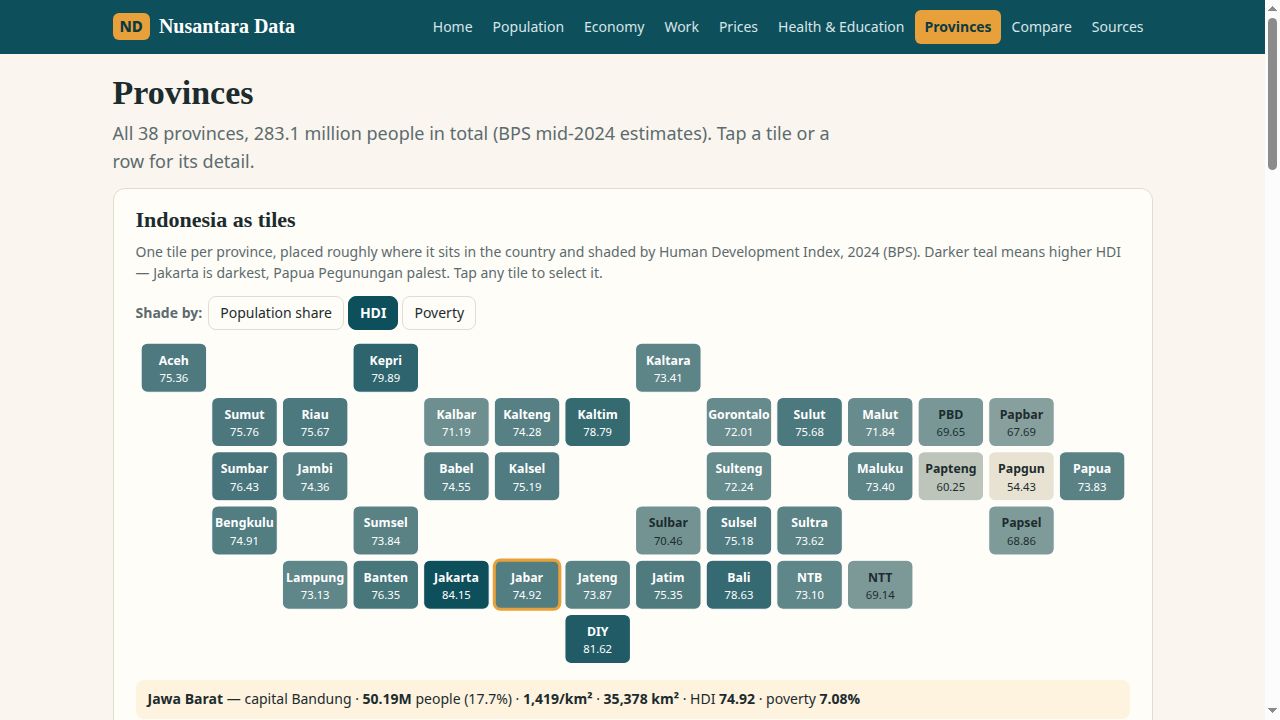 ND Nusantara Data Home Population Economy Work Prices Health & Education Provinces Compare Sources
Provinces
All 38 provinces, 283.1 million people in total (BPS mid-2024 estimates). Tap a tile or a
row for its detail.
Indonesia as tiles
One tile per province, placed roughly where it sits in the country and shaded by Human Development Index, 2024 (BPS). Darker teal means higher HDI
— Jakarta is darkest, Papua Pegunungan palest. Tap any tile to select it.
Shade by: Population share HDI Poverty
Aceh Kepri Kaltara
75.36 79.89 73.41
Sumut Riau Kalbar Kalteng Kaltim Gorontalo Sulut Malut PBD Papbar
75.76 75.67 71.19 74.28 78.79 72.01 75.68 71.84 69.65 67.69
Sumbar Jambi Babel Kalsel Sulteng Maluku Papteng Papgun Papua
76.43 74.36 74.55 75.19 72.24 73.40 60.25 54.43 73.83
Bengkulu Sumsel Sulbar Sulsel Sultra Papsel
74.91 73.84 70.46 75.18 73.62 68.86
Lampung Banten Jakarta Jabar Jateng Jatim Bali NTB NTT
73.13 76.35 84.15 74.92 73.87 75.35 78.63 73.10 69.14
DIY
81.62
Jawa Barat — capital Bandung · 50.19M people (17.7%) · 1,419/km² · 35,378 km² · HDI 74.92 · poverty 7.08%